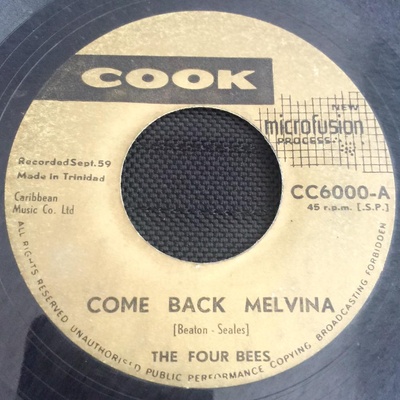 COOK
NEW
microfusion
PROCESS
Recorded Sept. 59
Made in Trinidad
Caribbean
Music Co. Ltd
CC6000-A
45 r.p.m. [S.P.]
COME BACK MELVINA
[Beaton - Seales]
THE FOUR BEES
ALL RIGHTS RESERVED UNAUTHORISED PUBLIC PERFORMANCE COPYING BROADCASTING FORBIDDEN